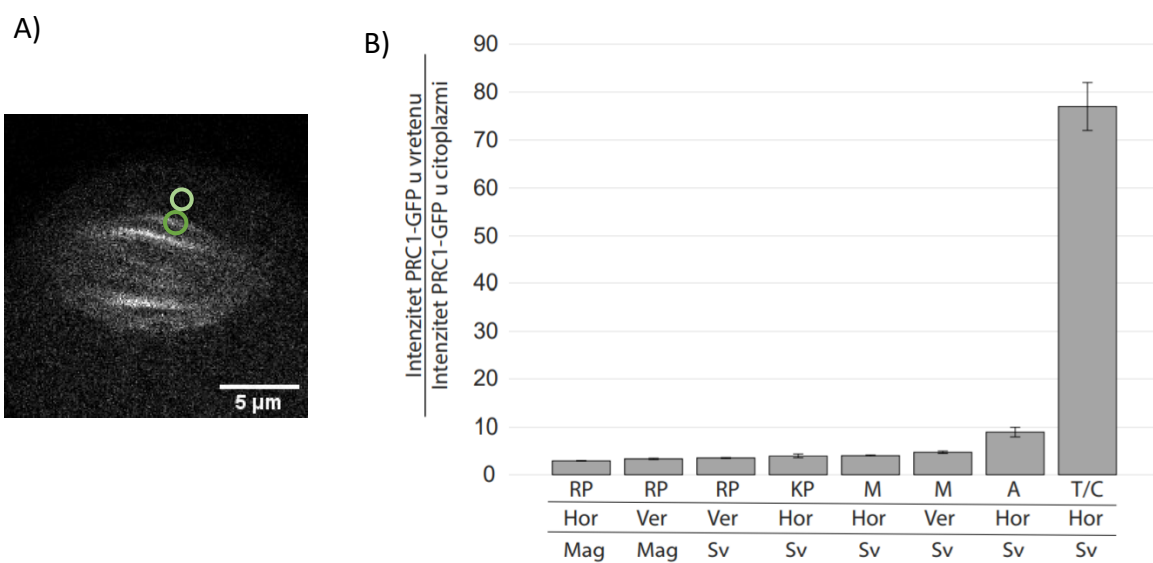 A)
5 µm
B)
Intenzitet PRC1-GFP u vretenu
Intenzitet PRC1-GFP u citoplazmi
90
80
70
60
50
40
30
20
10
0
RP RP RP KP M M A T/C
Hor Ver Ver Hor Hor Ver Hor Hor
Mag Mag Sv Sv Sv Sv Sv Sv